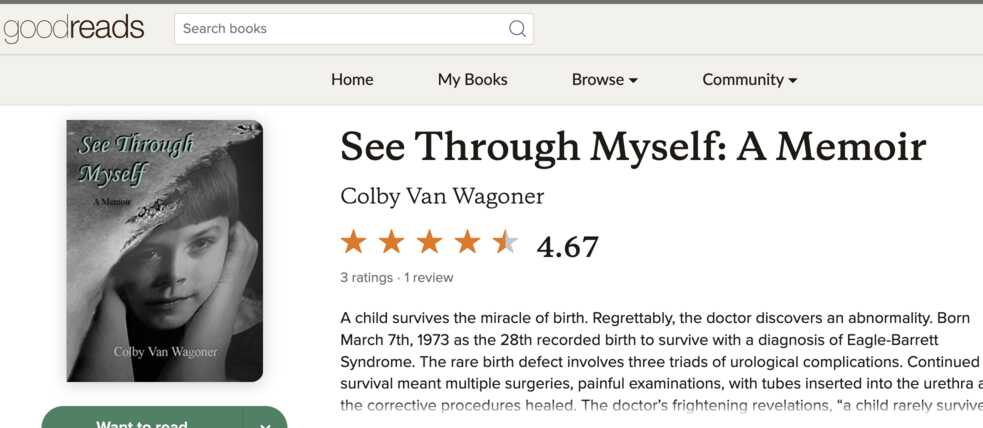 goodreads
Search books
Home
My Books
Browse
Community
See Through
Myself
A Memoir
Colby Van Wagoner
Want to read
See Through Myself: A Memoir
Colby Van Wagoner
4.67
3 ratings · 1 review
A child survives the miracle of birth. Regrettably, the doctor discovers an abnormality. Born
March 7th, 1973 as the 28th recorded birth to survive with a diagnosis of Eagle-Barrett
Syndrome. The rare birth defect involves three triads of urological complications. Continued
survival meant multiple surgeries, painful examinations, with tubes inserted into the urethra a
the corrective procedures healed. The doctor's frightening revelations, “a child rarely survive